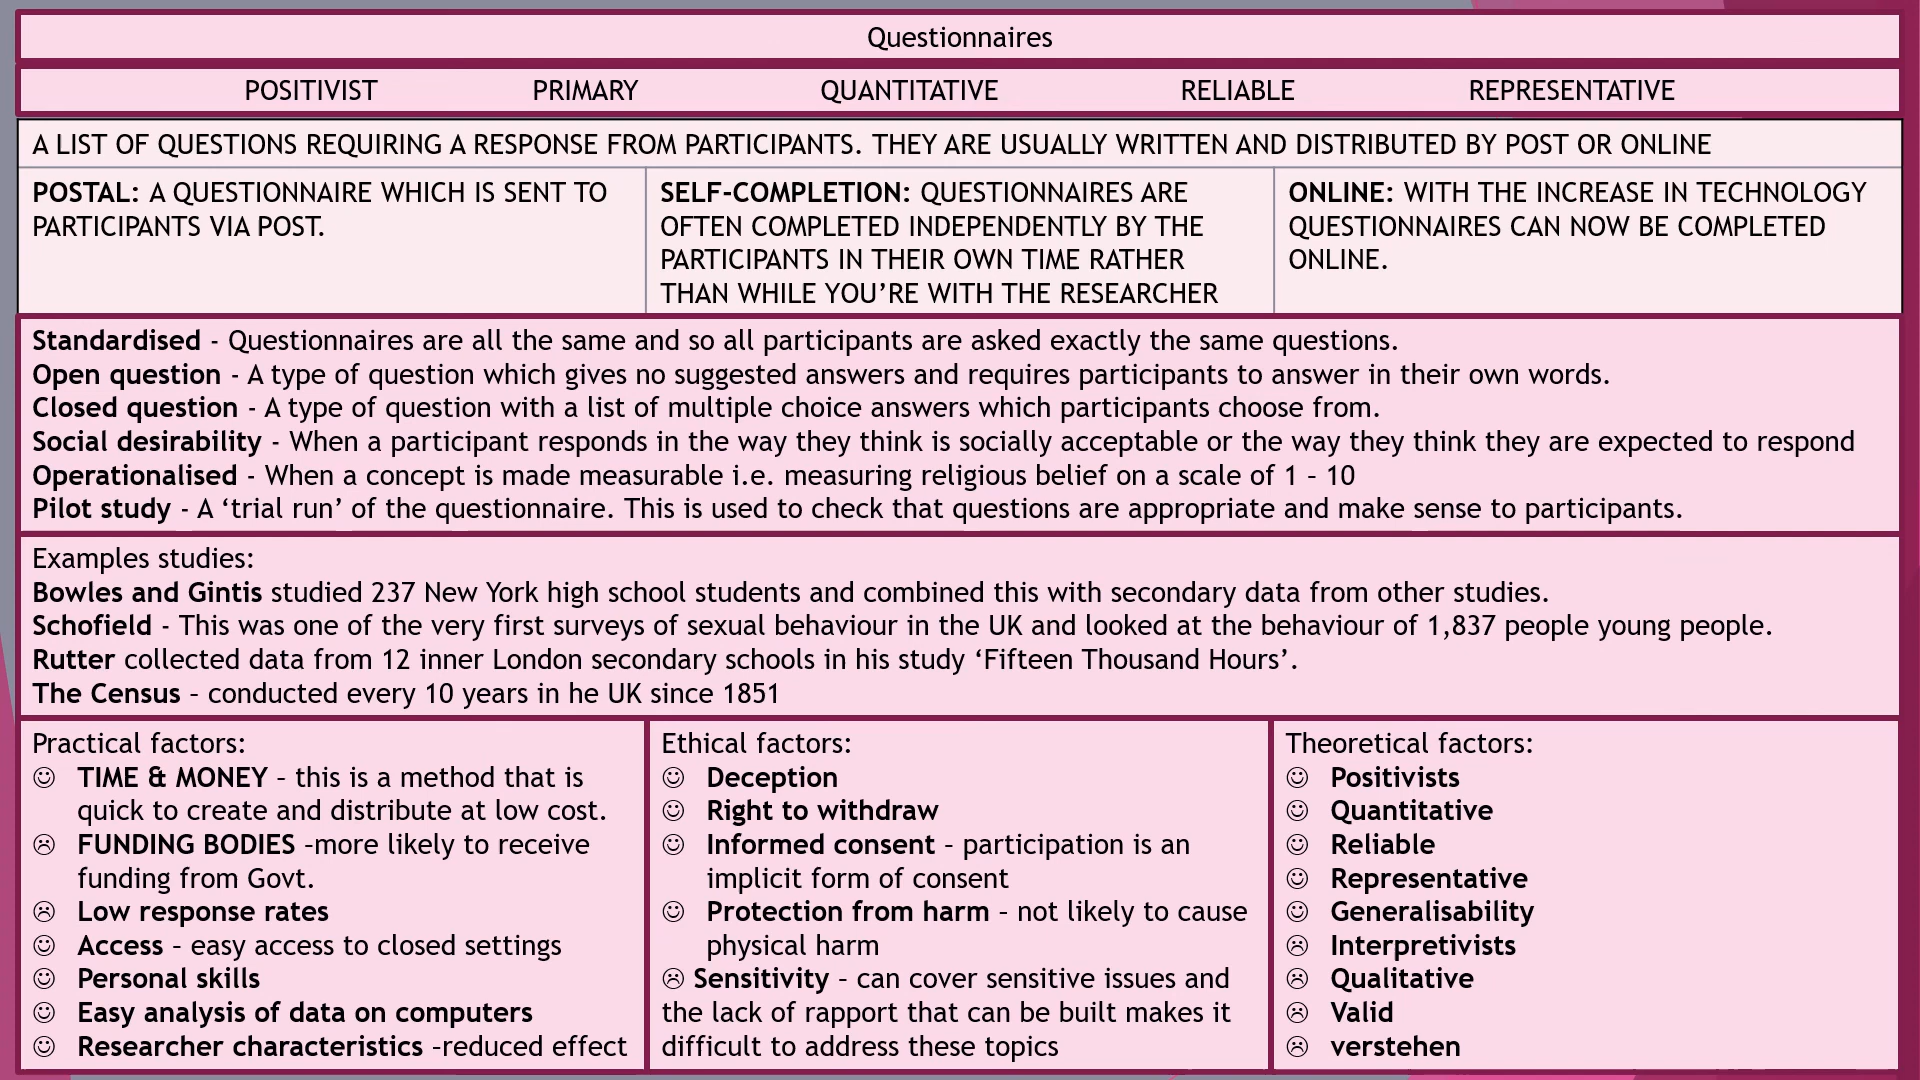 Questionnaires
POSITIVIST PRIMARY QUANTITATIVE RELIABLE REPRESENTATIVE
A LIST OF QUESTIONS REQUIRING A RESPONSE FROM PARTICIPANTS. THEY ARE USUALLY WRITTEN AND DISTRIBUTED BY POST OR ONLINE
POSTAL: A QUESTIONNAIRE WHICH IS SENT TO
PARTICIPANTS VIA POST.
SELF-COMPLETION: QUESTIONNAIRES ARE
OFTEN COMPLETED INDEPENDENTLY BY THE
PARTICIPANTS IN THEIR OWN TIME RATHER
THAN WHILE YOU’RE WITH THE RESEARCHER
ONLINE: WITH THE INCREASE IN TECHNOLOGY
QUESTIONNAIRES CAN NOW BE COMPLETED
ONLINE.
Standardised - Questionnaires are all the same and so all participants are asked exactly the same questions.
Open question - A type of question which gives no suggested answers and requires participants to answer in their own words.
Closed question - A type of question with a list of multiple choice answers which participants choose from.
Social desirability - When a participant responds in the way they think is socially acceptable or the way they think they are expected to respond
Operationalised - When a concept is made measurable i.e. measuring religious belief on a scale of 1 – 10
Pilot study - A ‘trial run’ of the questionnaire. This is used to check that questions are appropriate and make sense to participants.
Examples studies:
Bowles and Gintis studied 237 New York high school students and combined this with secondary data from other studies.
Schofield - This was one of the very first surveys of sexual behaviour in the UK and looked at the behaviour of 1,837 people young people.
Rutter collected data from 12 inner London secondary schools in his study ‘Fifteen Thousand Hours’.
The Census – conducted every 10 years in he UK since 1851
Practical factors:
☺ TIME & MONEY – this is a method that is
quick to create and distribute at low cost.
☹ FUNDING BODIES –more likely to receive
funding from Govt.
☹ Low response rates
☺ Access – easy access to closed settings
☺ Personal skills
☺ Easy analysis of data on computers
☺ Researcher characteristics –reduced effect
Ethical factors:
☺ Deception
☺ Right to withdraw
☺ Informed consent – participation is an
implicit form of consent
☺ Protection from harm – not likely to cause
physical harm
☹ Sensitivity – can cover sensitive issues and
the lack of rapport that can be built makes it
difficult to address these topics
Theoretical factors:
☺ Positivists
☺ Quantitative
☺ Reliable
☺ Representative
☺ Generalisability
☹ Interpretivists
☹ Qualitative
☹ Valid
☹ verstehen